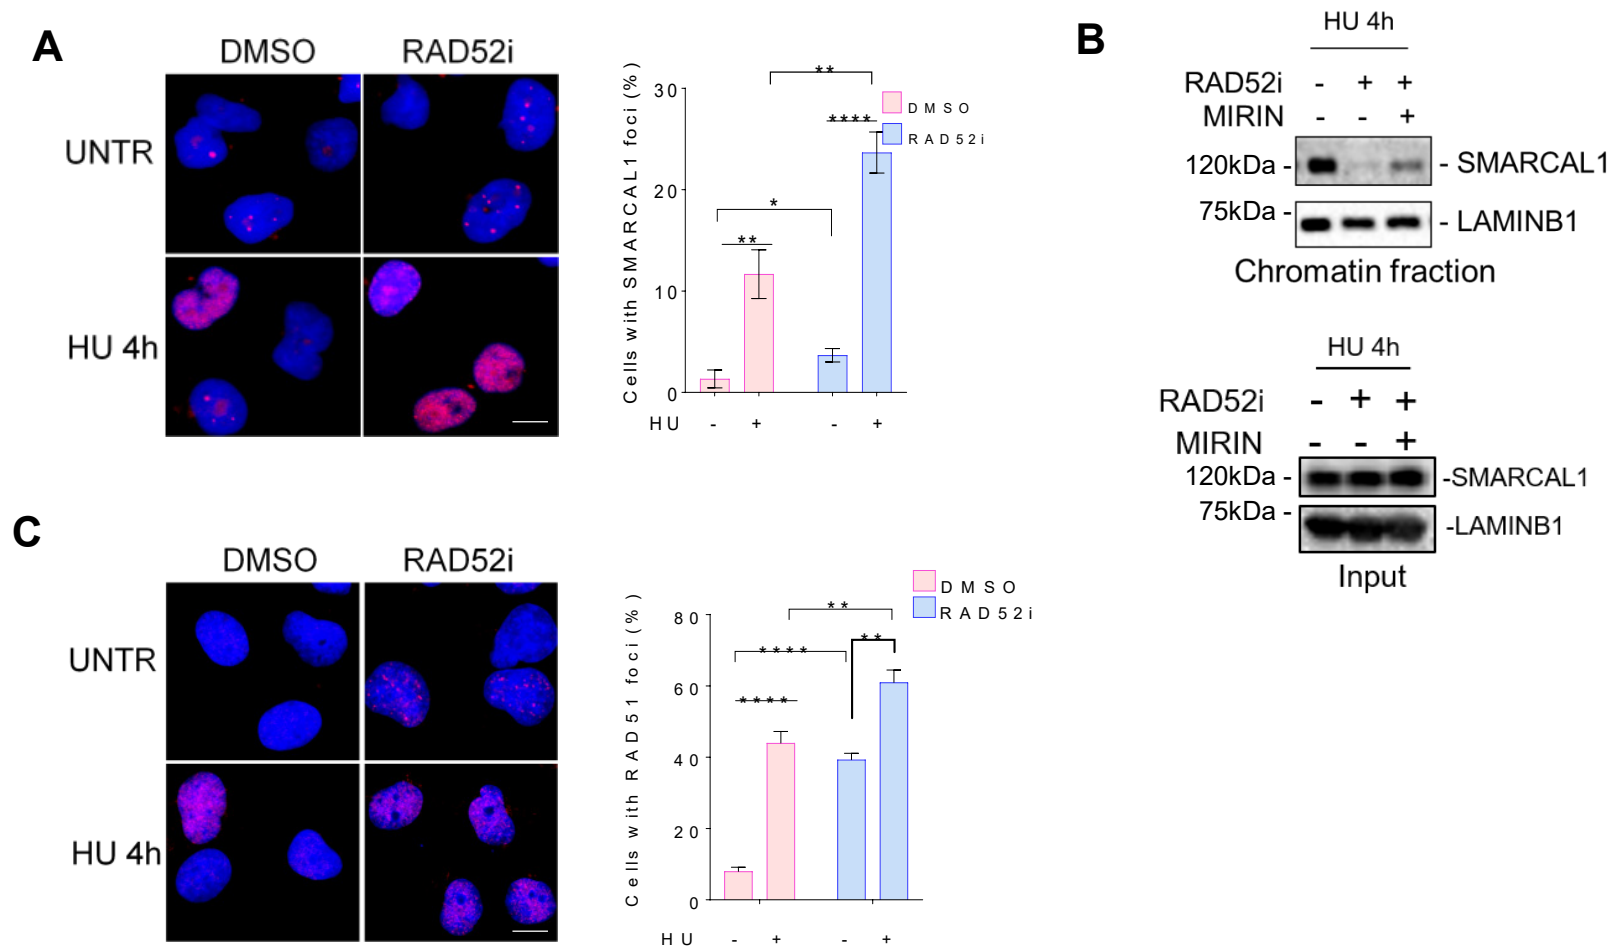 A
DMSO RAD52i
UNTR
HU 4h
Cells with SMARCAL1 foci (%)
30
20
10
0
**
****
*
**
DMSO
RAD52i
HU - + - +
B
HU 4h
RAD52i - + +
MIRIN - - +
120kDa - - SMARCAL1
75kDa - - LAMINB1
Chromatin fraction
HU 4h
RAD52i - + +
MIRIN - - +
120kDa - -SMARCAL1
75kDa - -LAMINB1
Input
C
DMSO RAD52i
UNTR
HU 4h
Cells with RAD51 foci (%)
80
60
40
20
0
**
****
**
****
DMSO
RAD52i
HU - + - +